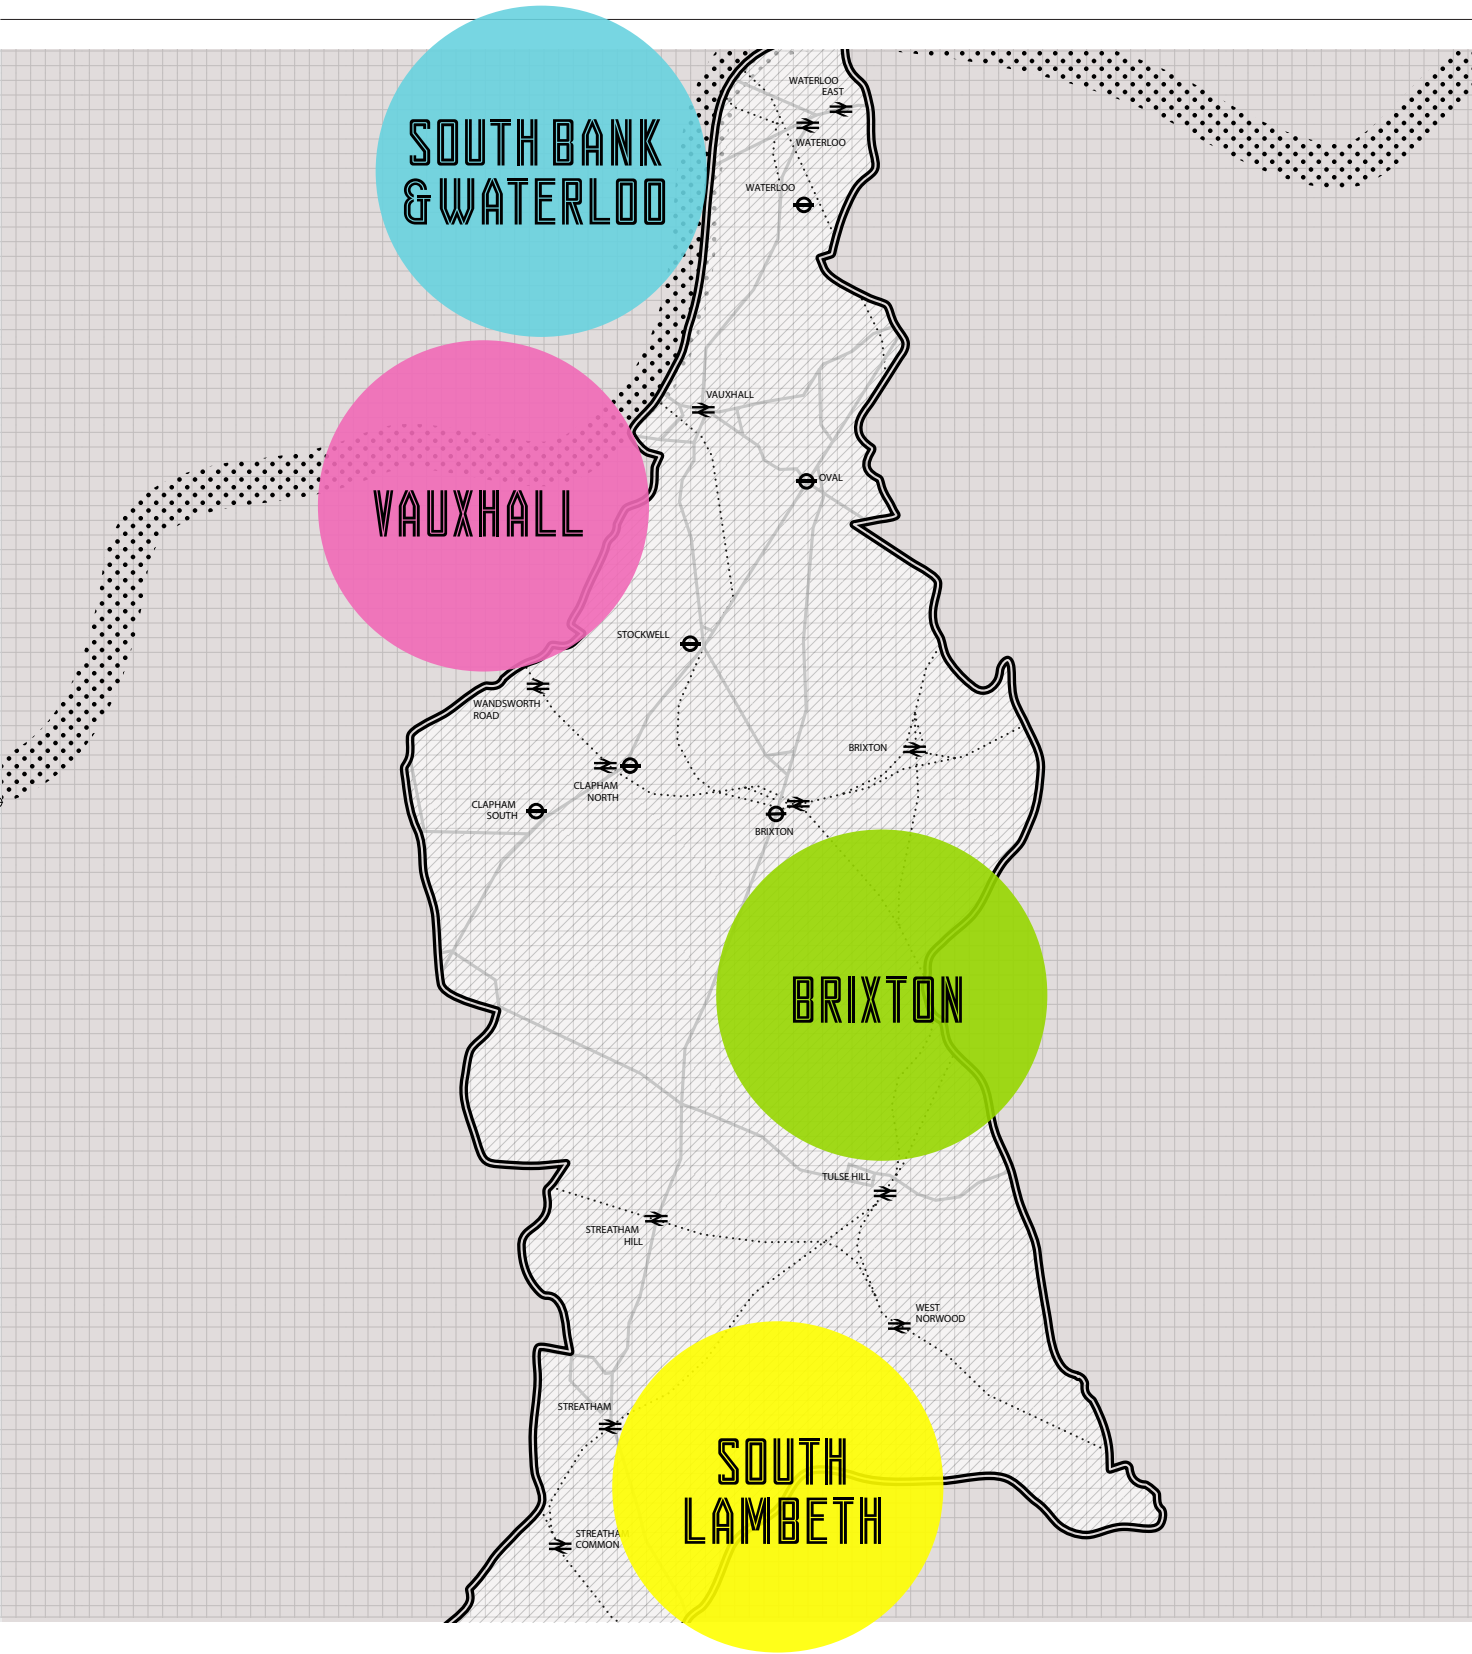 SOUTH BANK
& WATERLOO
WATERLOO
EAST
WATERLOO
WATERLOO
VAUXHALL
VAUXHALL
OVAL
STOCKWELL
WANDSWORTH
ROAD
BRIXTON
CLAPHAM
NORTH
CLAPHAM
SOUTH
BRIXTON
BRIXTON
TULSE HILL
STREATHAM
HILL
WEST
NORWOOD
STREATHAM
SOUTH
LAMBETH
STREATHAM
COMMON